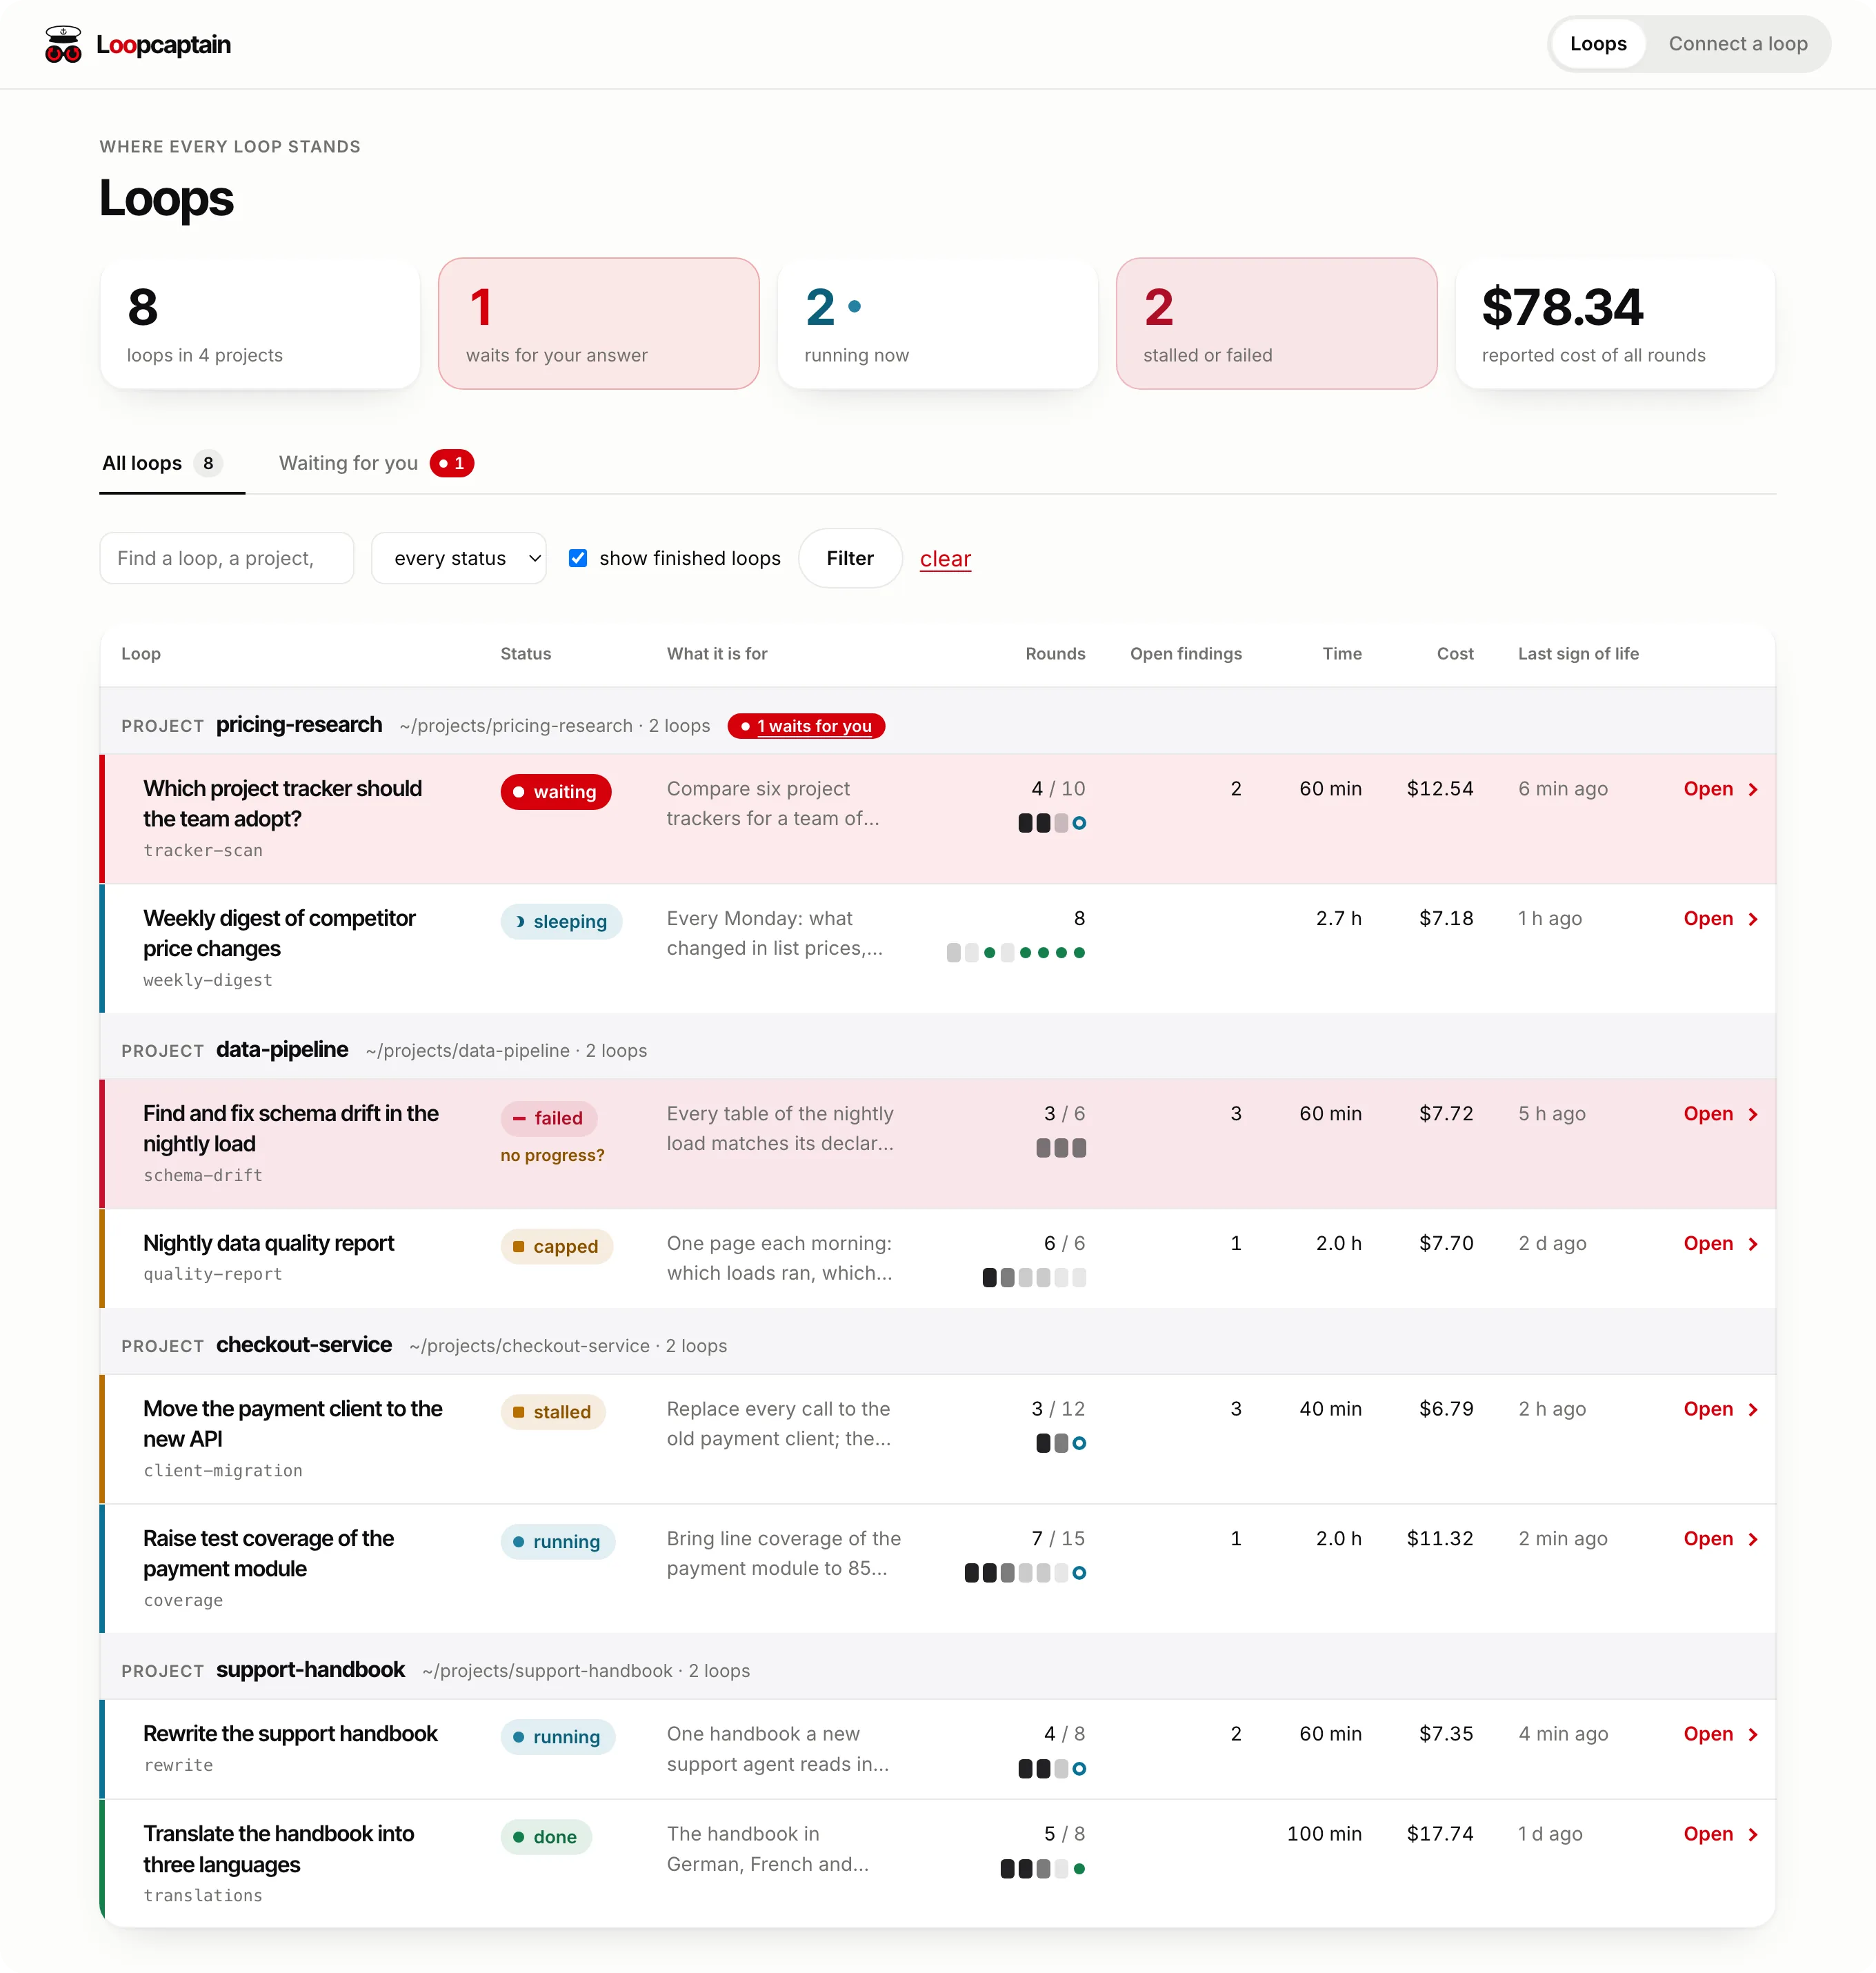 Loopcaptain
Loops
Connect a loop
WHERE EVERY LOOP STANDS
Loops
8
loops in 4 projects
1
waits for your answer
2
running now
2
stalled or failed
$78.34
reported cost of all rounds
All loops 8
Waiting for you 1
Find a loop, a project,
every status
show finished loops
Filter
clear
Loop Status What it is for Rounds Open findings Time Cost Last sign of life
PROJECT pricing-research ~/projects/pricing-research · 2 loops 1 waits for you
Which project tracker should waiting Compare six project 4 / 10 2 60 min $12.54 6 min ago Open
the team adopt? trackers for a team of…
tracker-scan
Weekly digest of competitor sleeping Every Monday: what 8 2.7 h $7.18 1 h ago Open
price changes changed in list prices,…
weekly-digest
PROJECT data-pipeline ~/projects/data-pipeline · 2 loops
Find and fix schema drift in the failed Every table of the nightly 3 / 6 3 60 min $7.72 5 h ago Open
nightly load no progress? load matches its declar…
schema-drift
Nightly data quality report capped One page each morning: 6 / 6 1 2.0 h $7.70 2 d ago Open
quality-report which loads ran, which…
PROJECT checkout-service ~/projects/checkout-service · 2 loops
Move the payment client to the stalled Replace every call to the 3 / 12 3 40 min $6.79 2 h ago Open
new API old payment client; the…
client-migration
Raise test coverage of the running Bring line coverage of the 7 / 15 1 2.0 h $11.32 2 min ago Open
payment module payment module to 85…
coverage
PROJECT support-handbook ~/projects/support-handbook · 2 loops
Rewrite the support handbook running One handbook a new 4 / 8 2 60 min $7.35 4 min ago Open
rewrite support agent reads in…
Translate the handbook into done The handbook in 5 / 8 100 min $17.74 1 d ago Open
three languages German, French and…
translations